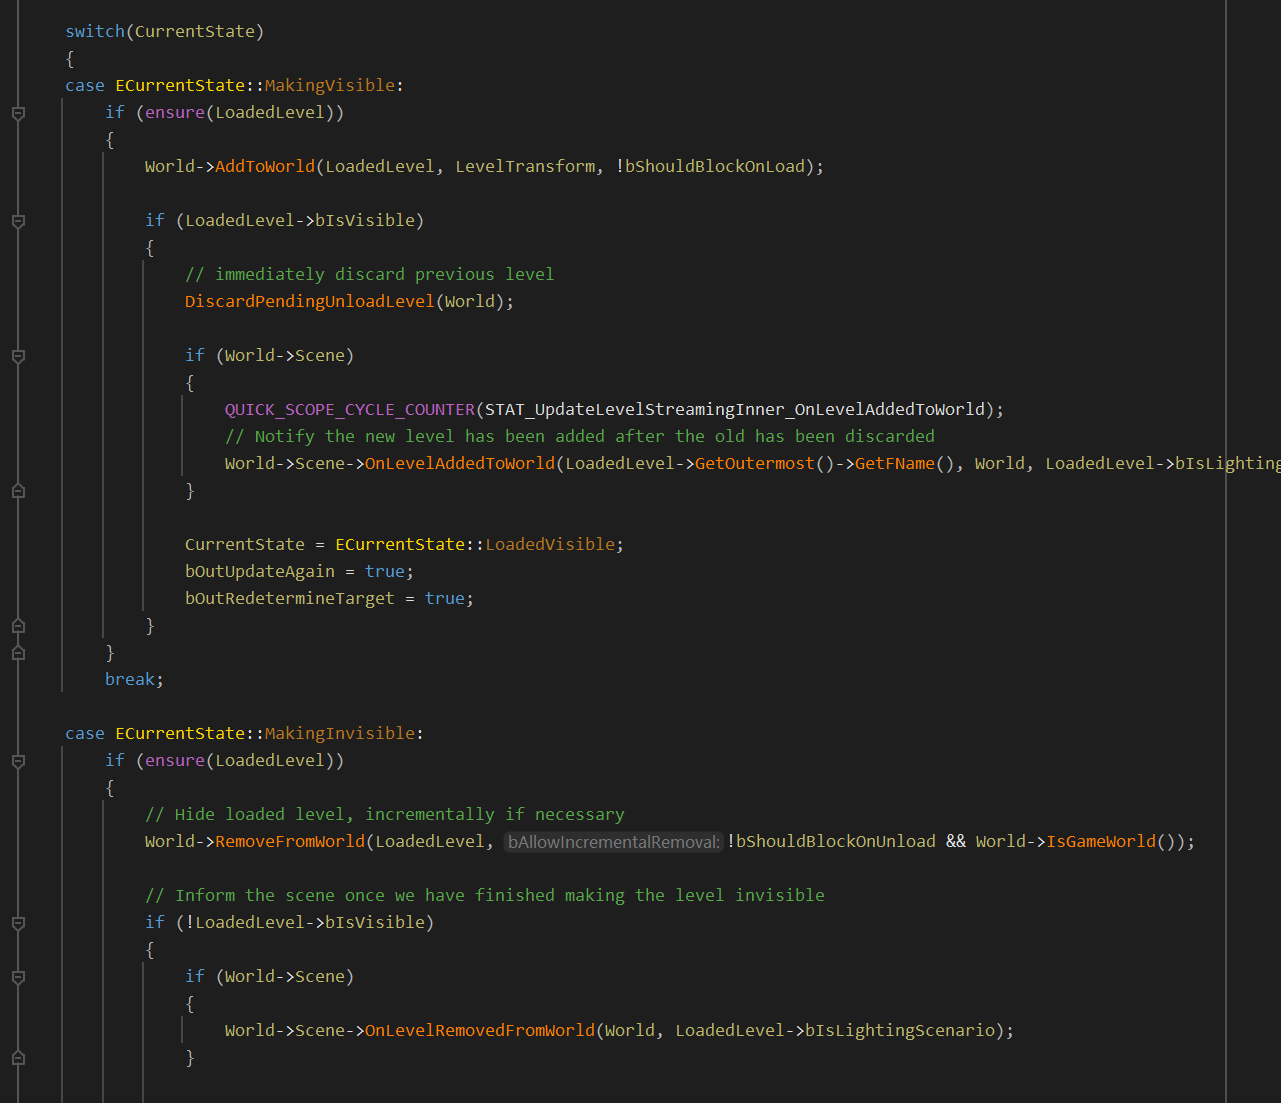 switch(CurrentState)
{
case ECurrentState::MakingVisible:
if (ensure(LoadedLevel))
{
World->AddToWorld(LoadedLevel, LevelTransform, !bShouldBlockOnLoad);
if (LoadedLevel->bIsVisible)
{
// immediately discard previous level
DiscardPendingUnloadLevel(World);
if (World->Scene)
{
QUICK_SCOPE_CYCLE_COUNTER(STAT_UpdateLevelStreamingInner_OnLevelAddedToWorld);
// Notify the new level has been added after the old has been discarded
World->Scene->OnLevelAddedToWorld(LoadedLevel->GetOutermost()->GetFName(), World, LoadedLevel->bIsLighting
}
CurrentState = ECurrentState::LoadedVisible;
bOutUpdateAgain = true;
bOutRedetermineTarget = true;
}
}
break;
case ECurrentState::MakingInvisible:
if (ensure(LoadedLevel))
{
// Hide loaded level, incrementally if necessary
World->RemoveFromWorld(LoadedLevel, bAllowIncrementalRemoval: !bShouldBlockOnUnload && World->IsGameWorld());
// Inform the scene once we have finished making the level invisible
if (!LoadedLevel->bIsVisible)
{
if (World->Scene)
{
World->Scene->OnLevelRemovedFromWorld(World, LoadedLevel->bIsLightingScenario);
}